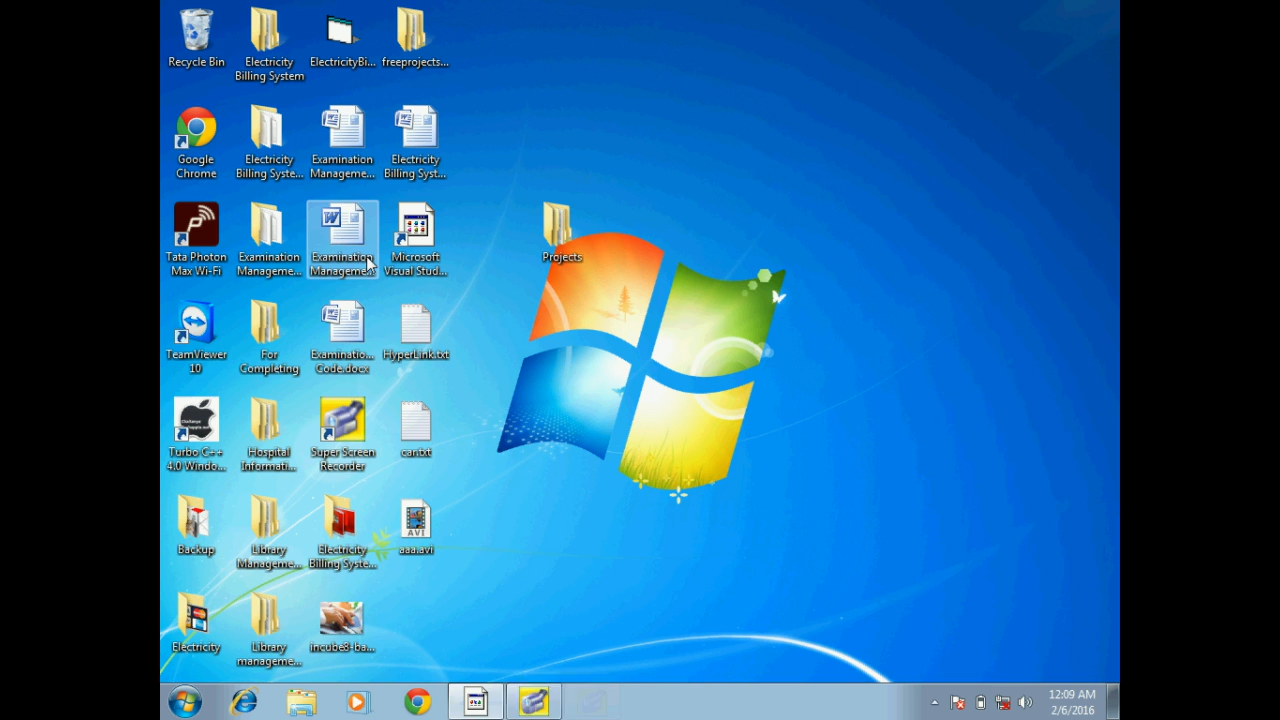 Recycle Bin
Electricity
Billing System
ElectricityBi...
freeprojects...
Google
Chrome
Electricity
Billing Syste...
Examination
Manageme...
Electricity
Billing Syst...
Tata Photon
Max Wi-Fi
Examination
Manageme...
Examination
Manageme...
Microsoft
Visual Stud...
Projects
TeamViewer
10
For
Completing
Examinatio...
Code.docx
HyperLink.txt
Turbo C++
4.0 Windo...
Hospital
Informati...
Super Screen
Recorder
car.txt
Backup
Library
Manageme...
Electricity
Billing Syste...
AVI
aaa.avi
Electricity
Library
manageme...
incube8-ba...
12:09 AM
2/6/2016